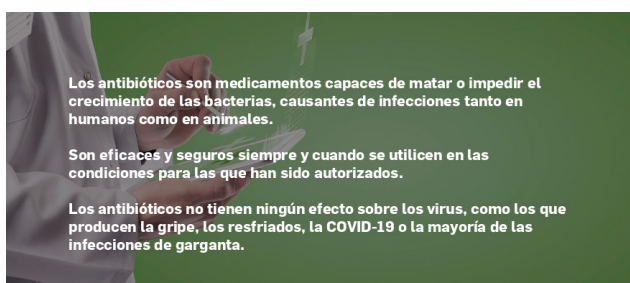 Los antibióticos son medicamentos capaces de matar o impedir el
crecimiento de las bacterias, causantes de infecciones tanto en
humanos como en animales.
Son eficaces y seguros siempre y cuando se utilicen en las
condiciones para las que han sido autorizados.
Los antibióticos no tienen ningún efecto sobre los virus, como los que
producen la gripe, los resfriados, la COVID-19 o la mayoría de las
infecciones de garganta.